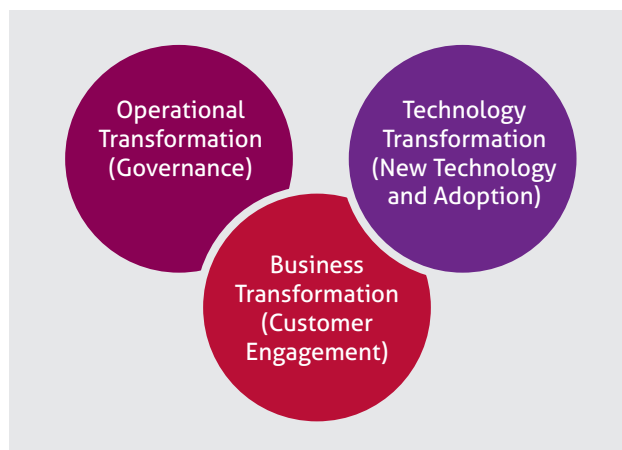 Operational
Transformation
(Governance)
Technology
Transformation
(New Technology
and Adoption)
Business
Transformation
(Customer
Engagement)